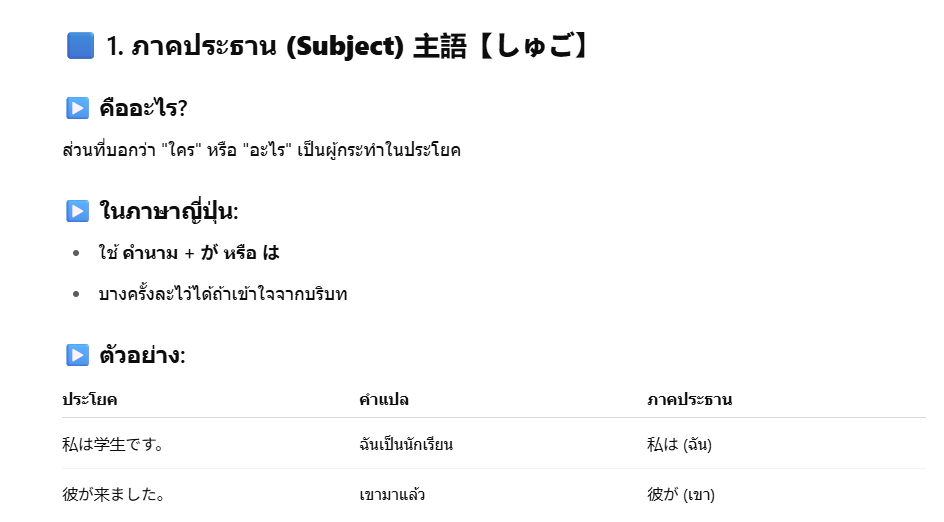 1. ภาคประธาน (Subject) 主語【しゅご】
คืออะไร?
ส่วนที่บอกว่า "ใคร" หรือ "อะไร" เป็นผู้กระทำในประโยค
ในภาษาญี่ปุ่น:
• ใช้ คำนาม + が หรือ は
• บางครั้งละไว้ได้ถ้าเข้าใจจากบริบท
ตัวอย่าง:
ประโยค คำแปล ภาคประธาน
私は学生です。 ฉันเป็นนักเรียน 私は (ฉัน)
彼が来ました。 เขามาแล้ว 彼が (เขา)